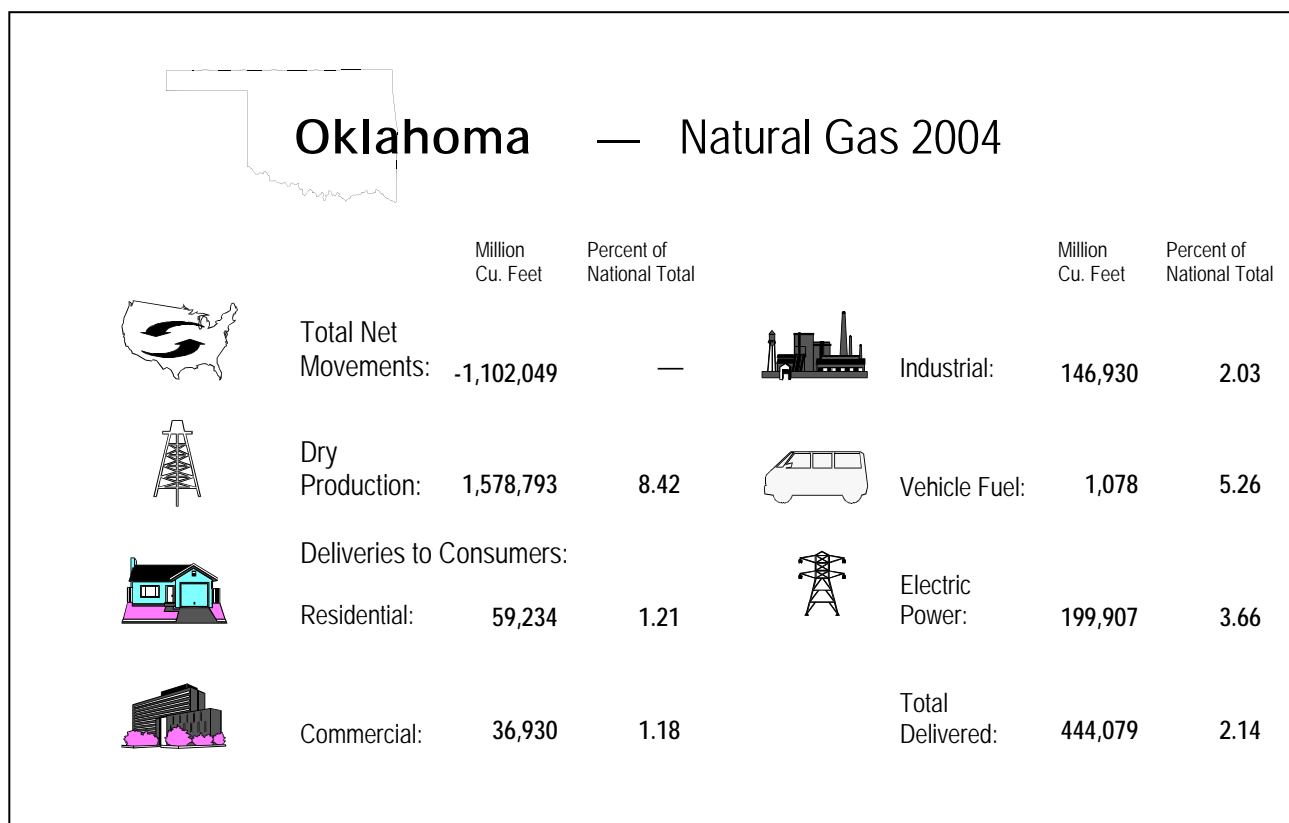 Oklahoma — Natural Gas 2004
Million
Cu. Feet
Percent of
National Total
Total Net
Movements: -1,102,049 —
Dry
Production: 1,578,793 8.42
Deliveries to Consumers:
Residential: 59,234 1.21
Commercial: 36,930 1.18
Million
Cu. Feet
Percent of
National Total
Industrial: 146,930 2.03
Vehicle Fuel: 1,078 5.26
Electric
Power: 199,907 3.66
Total
Delivered: 444,079 2.14